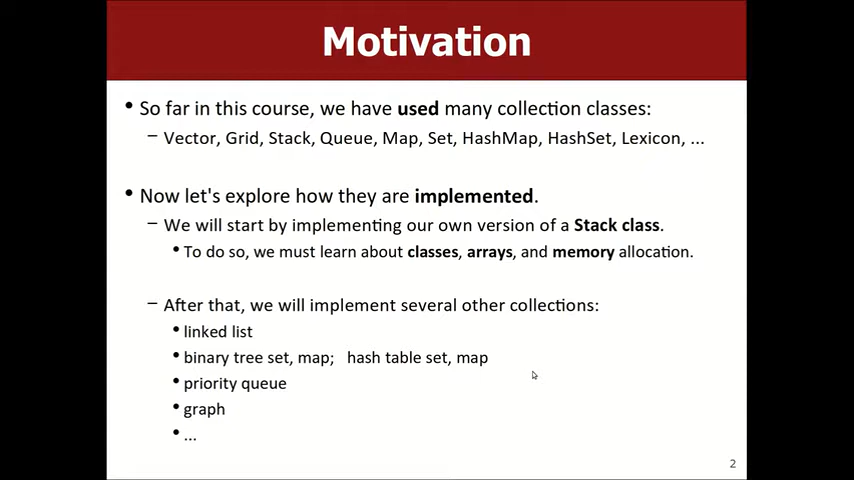 Motivation
• So far in this course, we have used many collection classes:
– Vector, Grid, Stack, Queue, Map, Set, HashMap, HashSet, Lexicon, ...
• Now let's explore how they are implemented.
– We will start by implementing our own version of a Stack class.
• To do so, we must learn about classes, arrays, and memory allocation.
– After that, we will implement several other collections:
• linked list
• binary tree set, map; hash table set, map
• priority queue
• graph
• ...
2